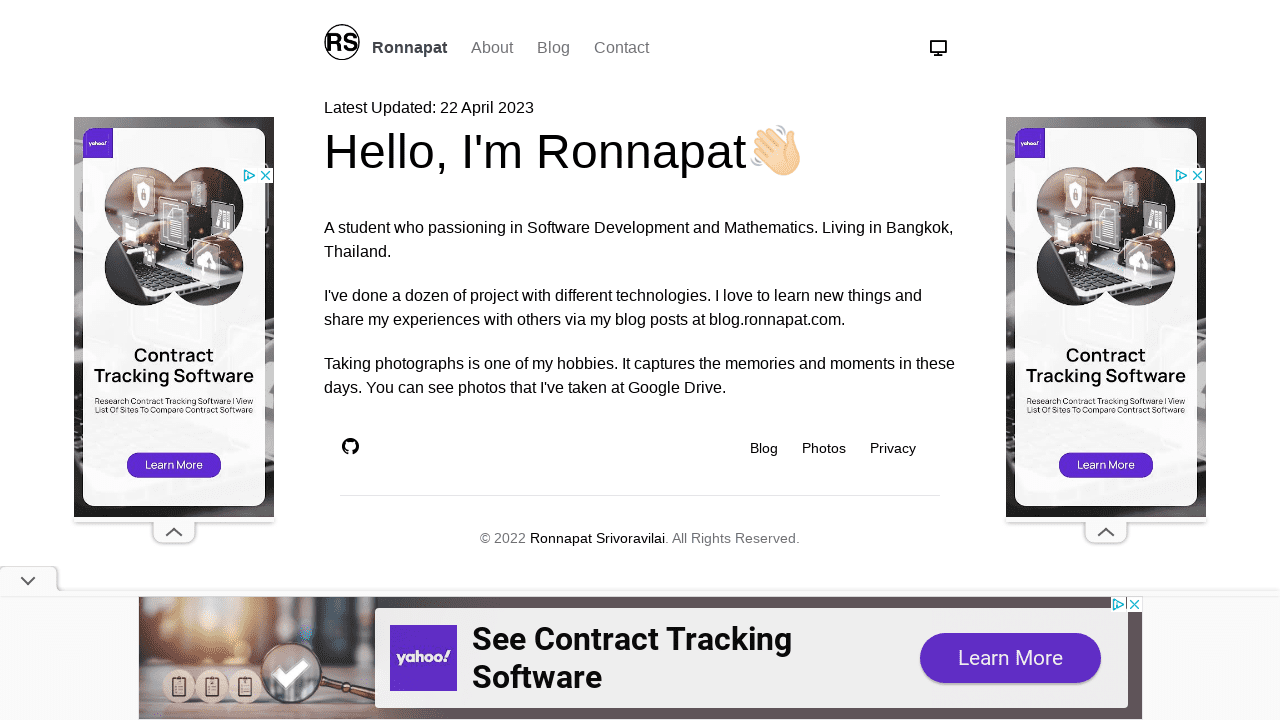 RS
Ronnapat About Blog Contact
Latest Updated: 22 April 2023
Hello, I'm Ronnapat👋🏻
A student who passioning in Software Development and Mathematics. Living in Bangkok,
Thailand.
I've done a dozen of project with different technologies. I love to learn new things and
share my experiences with others via my blog posts at blog.ronnapat.com.
Taking photographs is one of my hobbies. It captures the memories and moments in these
days. You can see photos that I've taken at Google Drive.
Blog Photos Privacy
© 2022 Ronnapat Srivoravilai. All Rights Reserved.
yahoo!
Contract
Tracking Software
Research Contract Tracking Software | View
List Of Sites To Compare Contract Software
Learn More
yahoo!
Contract
Tracking Software
Research Contract Tracking Software | View
List Of Sites To Compare Contract Software
Learn More
yahoo!
See Contract Tracking
Software
Learn More